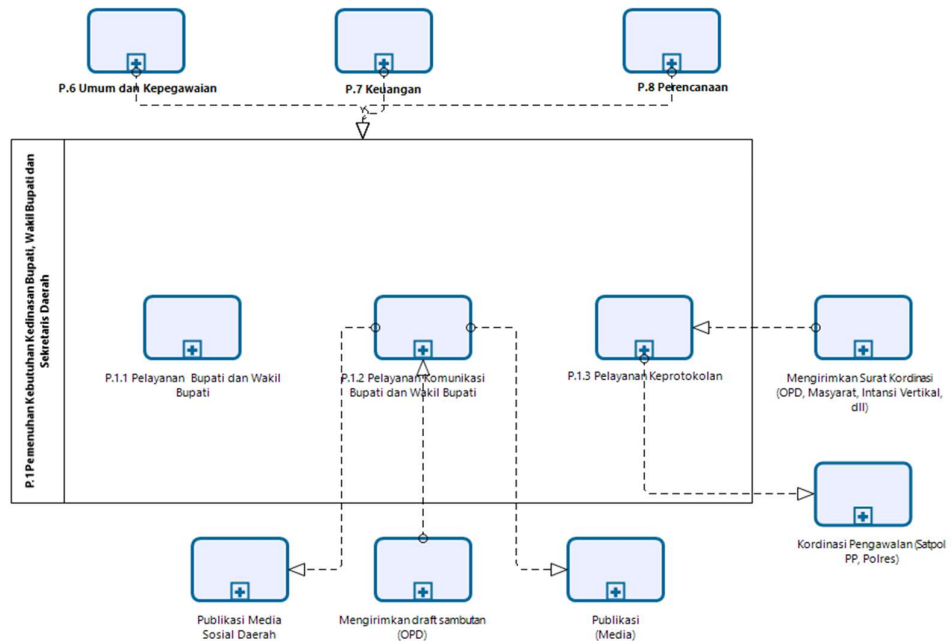 P.6 Umum dan Kepegawaian
P.7 Keuangan
P.8 Perencanaan
P.1 Pemenuhan Kebutuhan Kedinasan Bupati, Wakil Bupati dan
Sekretaris Daerah
P.1.1 Pelayanan Bupati dan Wakil
Bupati
P.1.2 Pelayanan Komunikasi
Bupati dan Wakil Bupati
P.1.3 Pelayanan Keprotokolan
Mengirimkan Surat Kordinasi
(OPD, Masyarat, Intansi Vertikal,
dll)
Kordinasi Pengawalan (Satpol
PP, Polres)
Publikasi Media
Sosial Daerah
Mengirimkan draft sambutan
(OPD)
Publikasi
(Media)